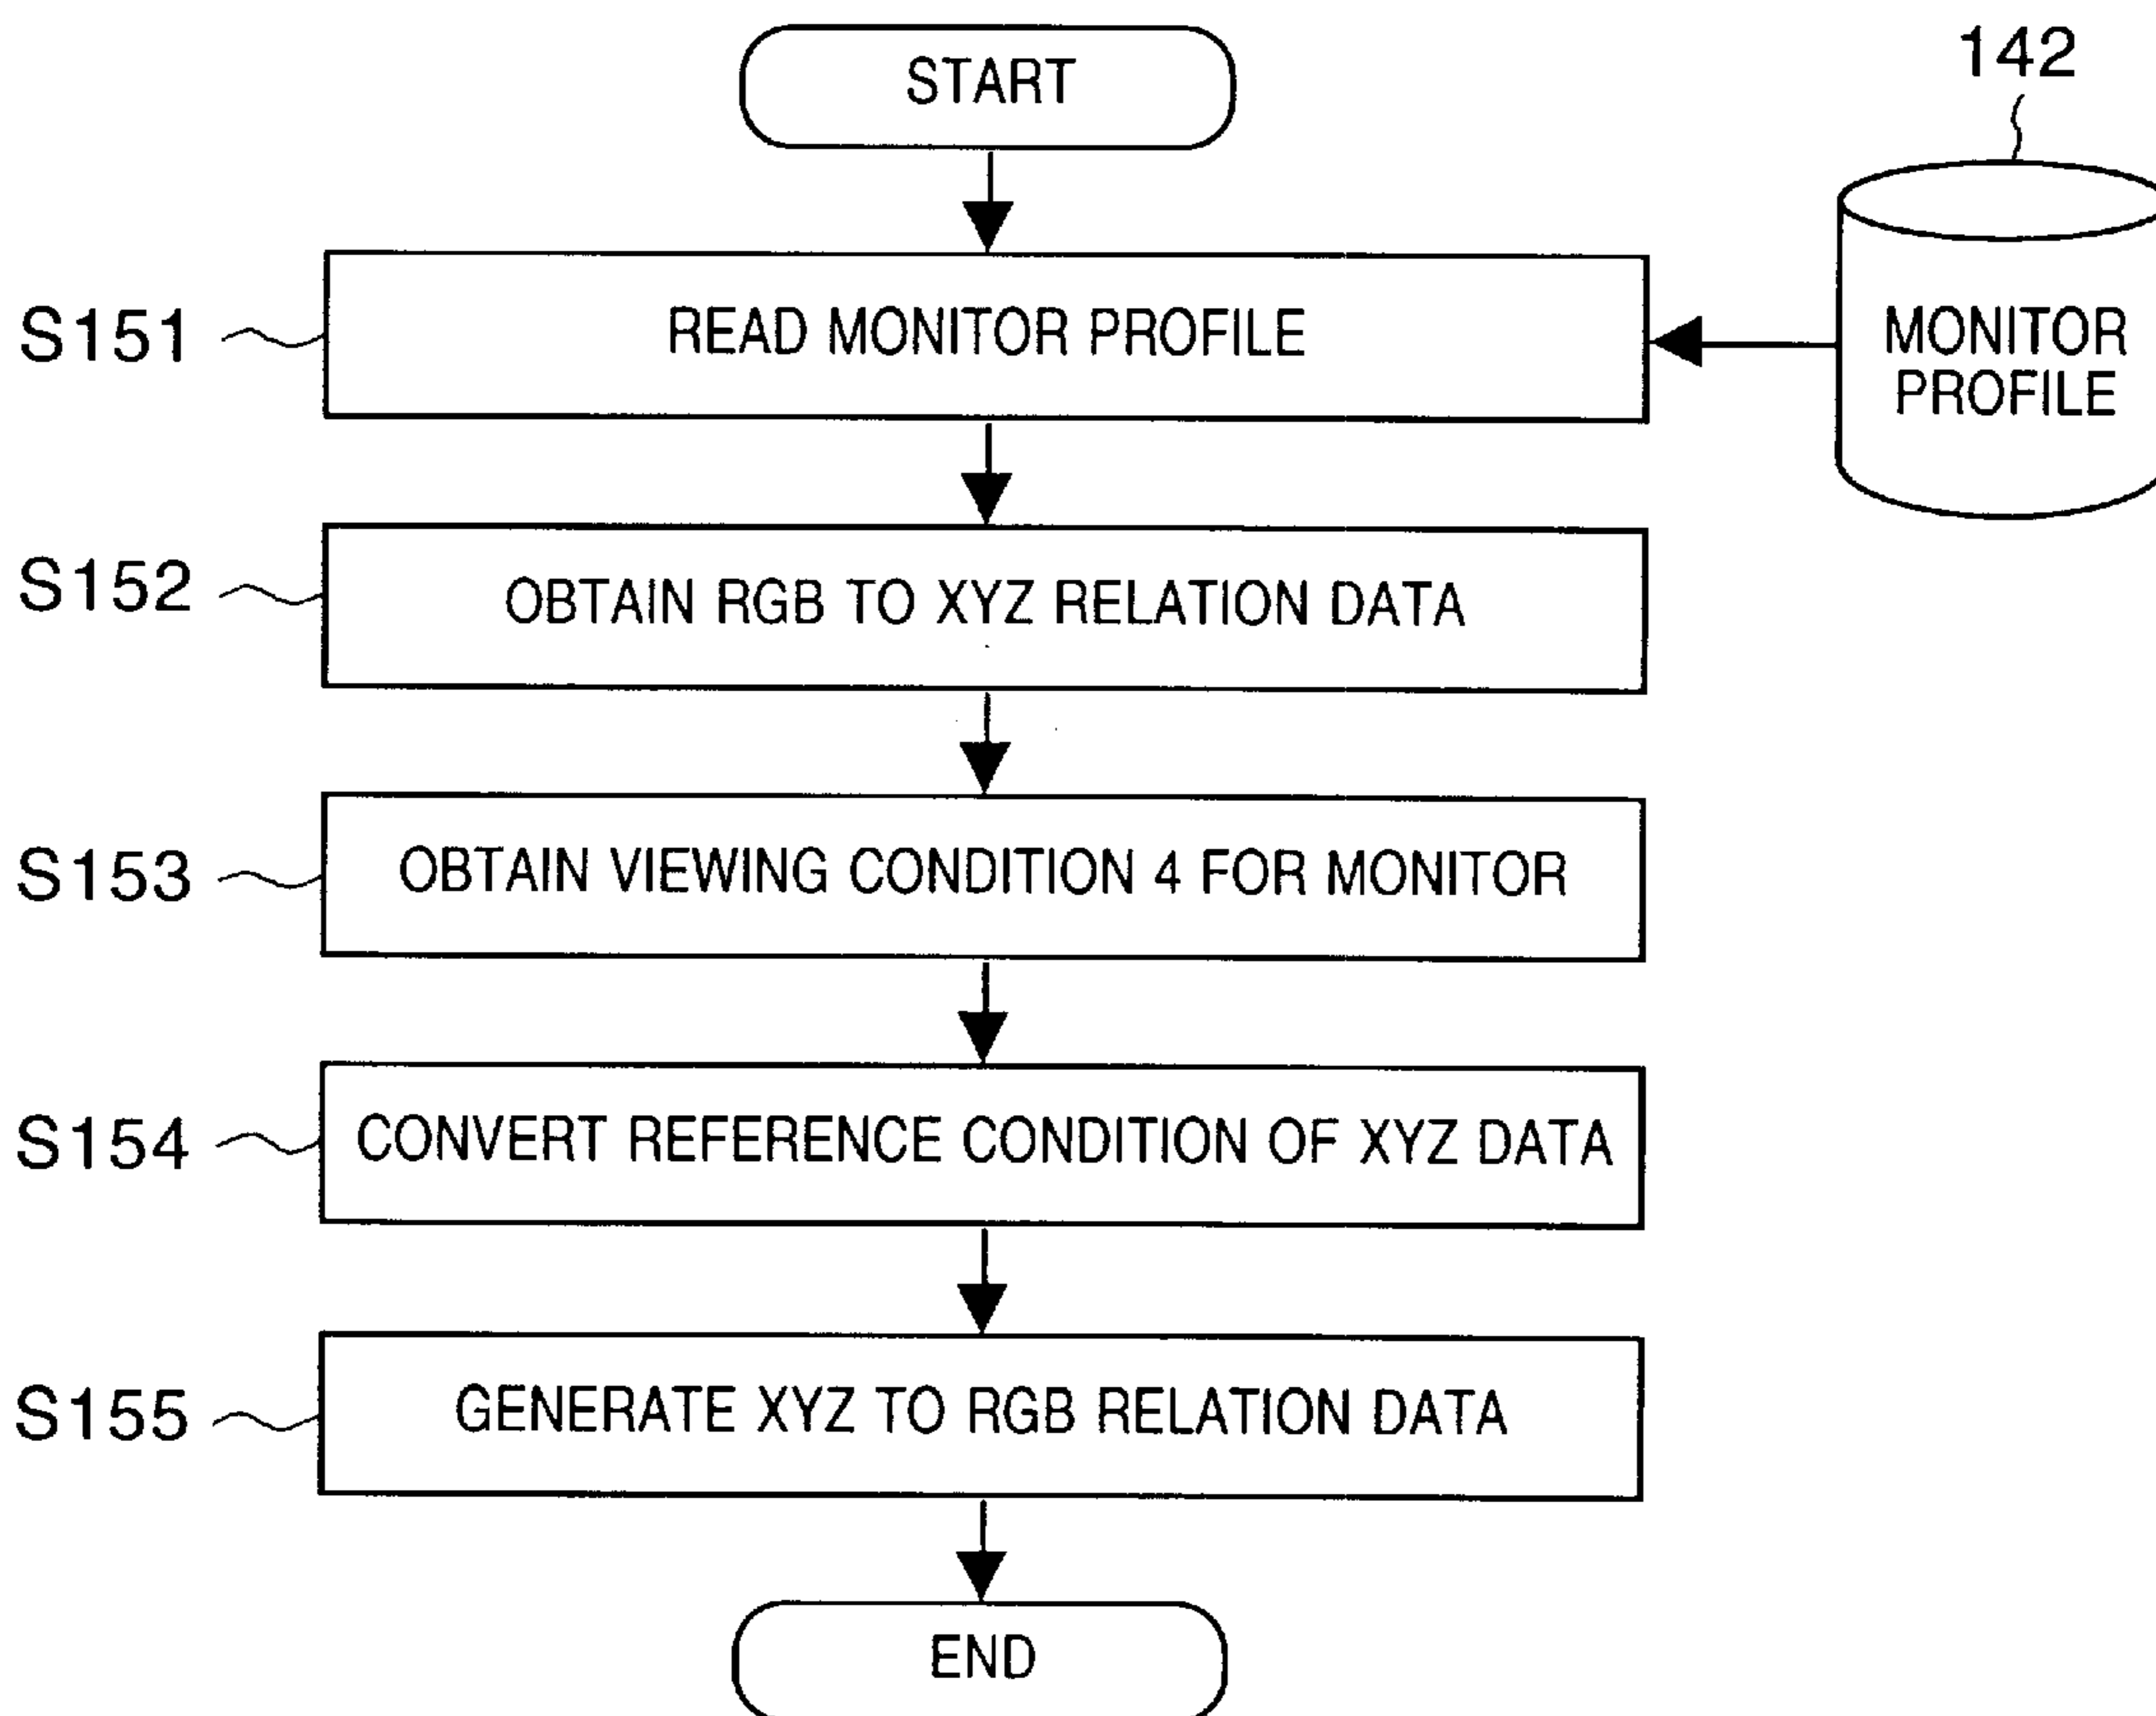 START
142
S151
READ MONITOR PROFILE
MONITOR
PROFILE
S152
OBTAIN RGB TO XYZ RELATION DATA
S153
OBTAIN VIEWING CONDITION 4 FOR MONITOR
S154
CONVERT REFERENCE CONDITION OF XYZ DATA
S155
GENERATE XYZ TO RGB RELATION DATA
END